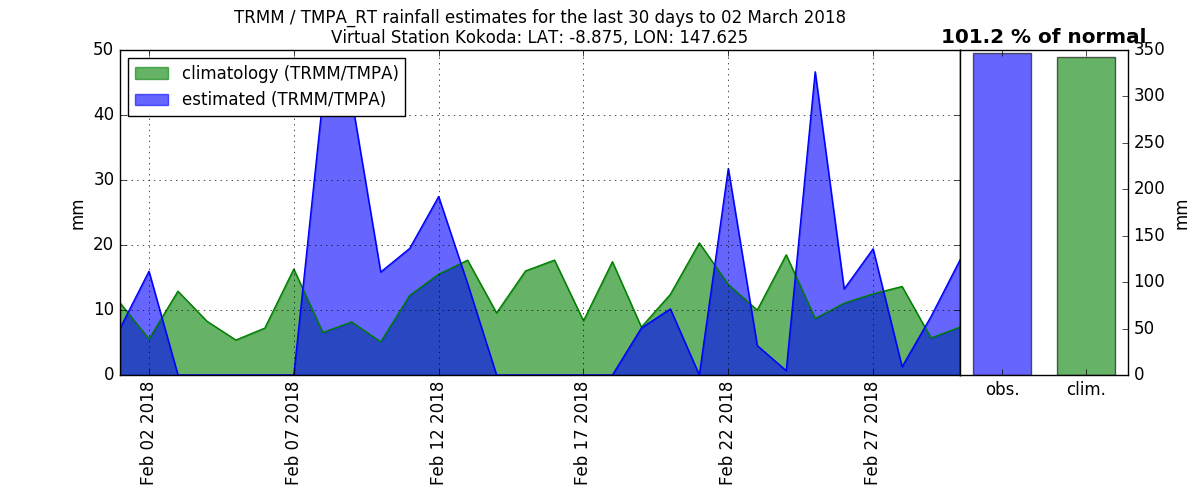 TRMM / TMPA_RT rainfall estimates for the last 30 days to 02 March 2018
Virtual Station Kokoda: LAT: -8.875, LON: 147.625
101.2 % of normal
climatology (TRMM/TMPA)
estimated (TRMM/TMPA)
50
40
30
20
10
0
mm
350
300
250
200
150
100
50
0
mm
Feb 02 2018
Feb 07 2018
Feb 12 2018
Feb 17 2018
Feb 22 2018
Feb 27 2018
obs.
clim.